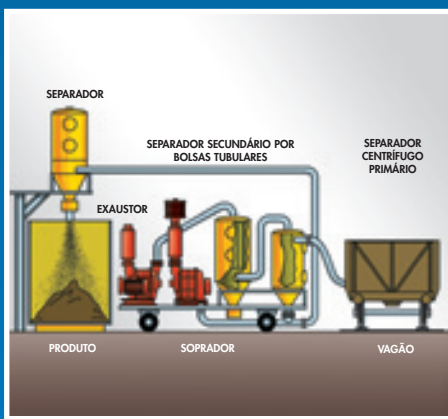 SEPARADOR
SEPARADOR SECUNDÁRIO POR
BOLSAS TUBULARES
SEPARADOR
CENTRÍFUGO
PRIMÁRIO
EXAUSTOR
PRODUTO
SOPRADOR
VAGÃO